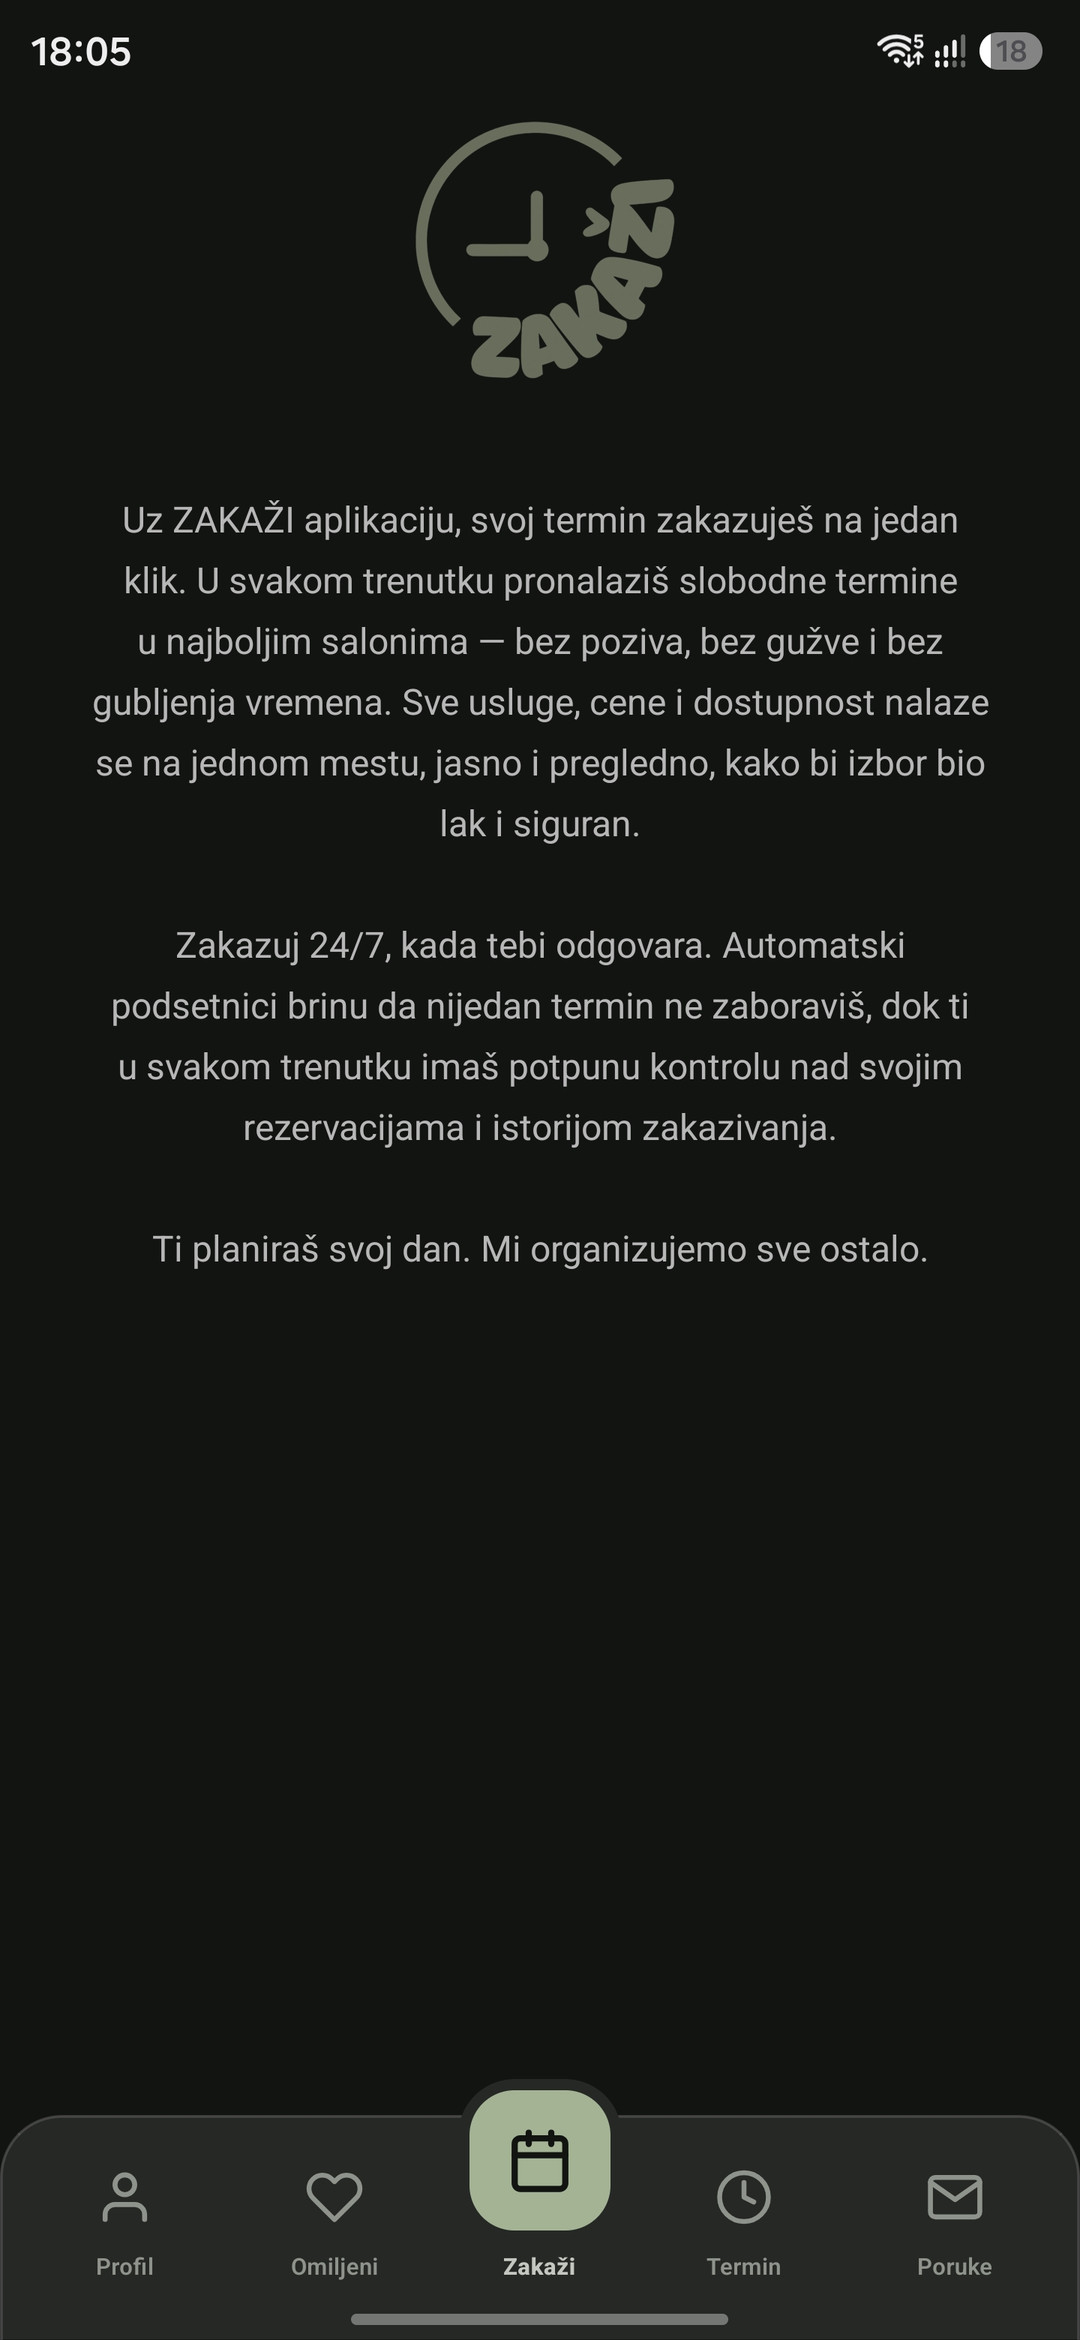 18:05
5
18
ZAKAŽI
Uz ZAKAŽI aplikaciju, svoj termin zakazuješ na jedan
klik. U svakom trenutku pronalaziš slobodne termine
u najboljim salonima — bez poziva, bez gužve i bez
gubljenja vremena. Sve usluge, cene i dostupnost nalaze
se na jednom mestu, jasno i pregledno, kako bi izbor bio
lak i siguran.
Zakazuj 24/7, kada tebi odgovara. Automatski
podsetnici brinu da nijedan termin ne zaboraviš, dok ti
u svakom trenutku imaš potpunu kontrolu nad svojim
rezervacijama i istorijom zakazivanja.
Ti planiraš svoj dan. Mi organizujemo sve ostalo.
Profil
Omiljeni
Zakaži
Termin
Poruke